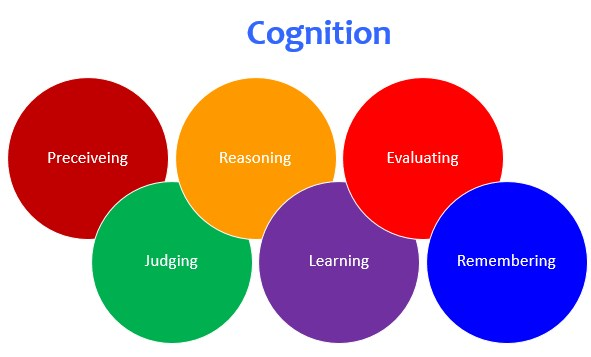 Cognition
Preceiveing
Reasoning
Evaluating
Judging
Learning
Remembering